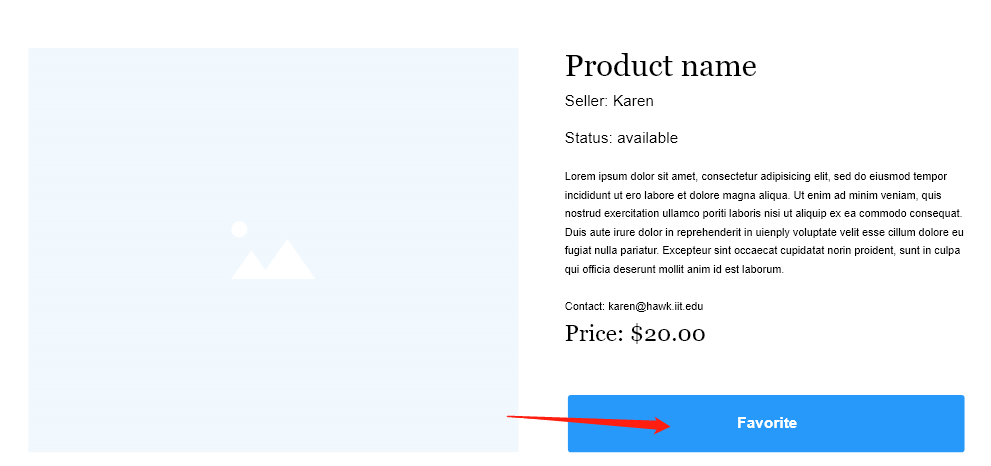 Product name
Seller: Karen
Status: available
Lorem ipsum dolor sit amet, consectetur adipisicing elit, sed do eiusmod tempor
incididunt ut ero labore et dolore magna aliqua. Ut enim ad minim veniam, quis
nostrud exercitation ullamco poriti laboris nisi ut aliquip ex ea commodo consequat.
Duis aute irure dolor in reprehenderit in uienply voluptate velit esse cillum dolore eu
fugiat nulla pariatur. Excepteur sint occaecat cupidatat norin proident, sunt in culpa
qui officia deserunt mollit anim id est laborum.
Contact: karen@hawk.iit.edu
Price: $20.00
Favorite